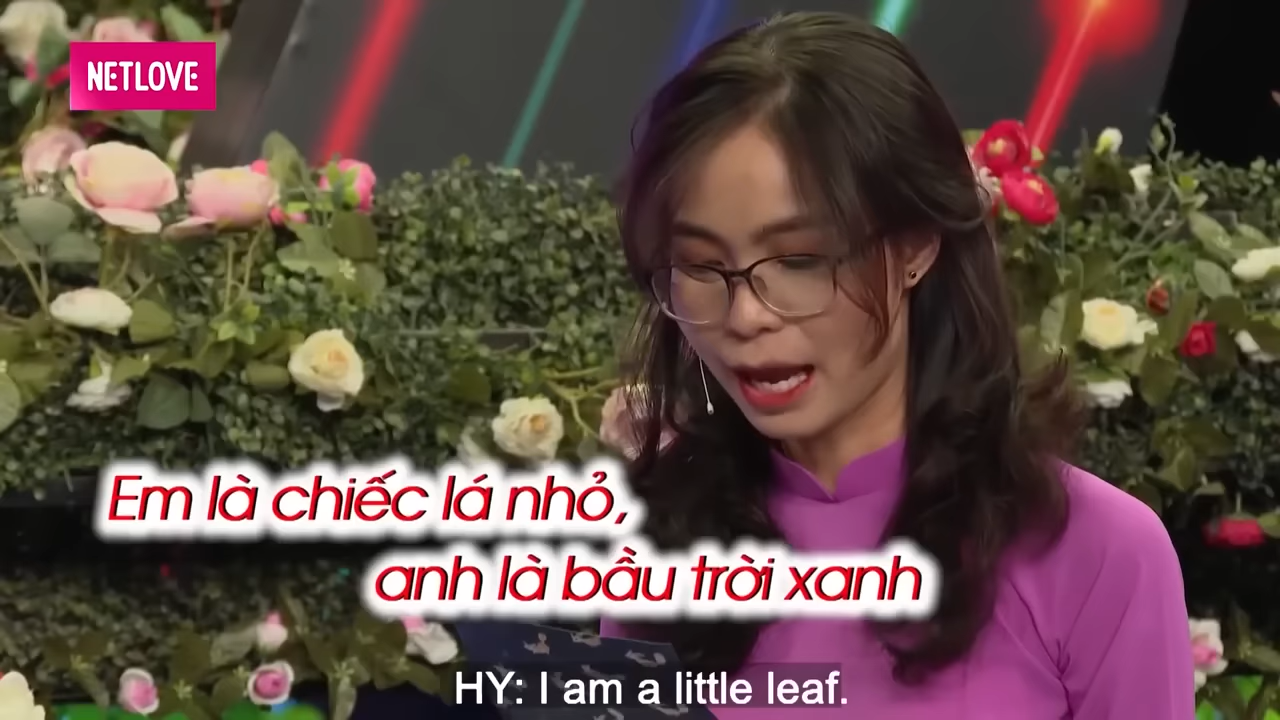 NETLOVE
Em là chiếc lá nhỏ,
anh là bầu trời xanh
HY: I am a little leaf.